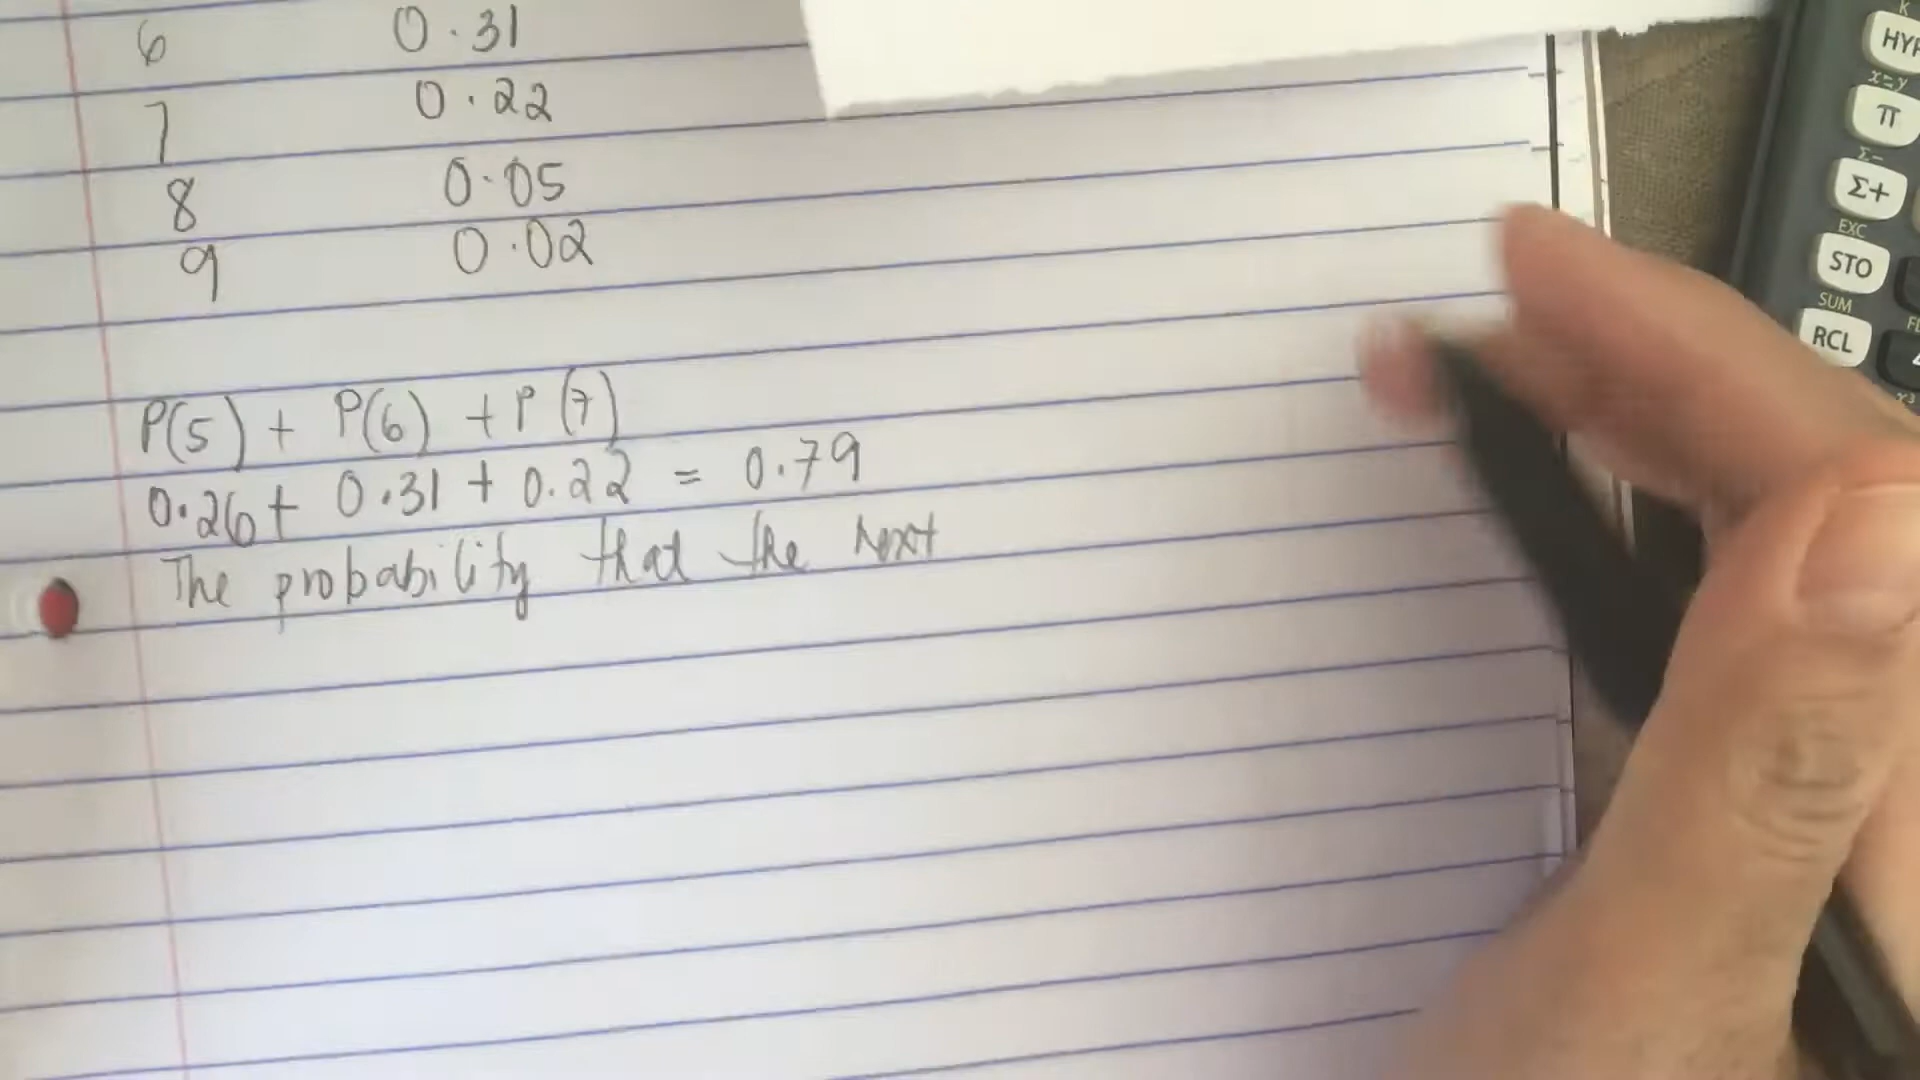 6 0.31
7 0.22
8 0.05
9 0.02
P(5) + P(6) + P(7)
0.26 + 0.31 + 0.22 = 0.79
The probability that the next
K
HYP
x⇌y
π
Σ-
Σ+
EXC
STO
SUM
RCL